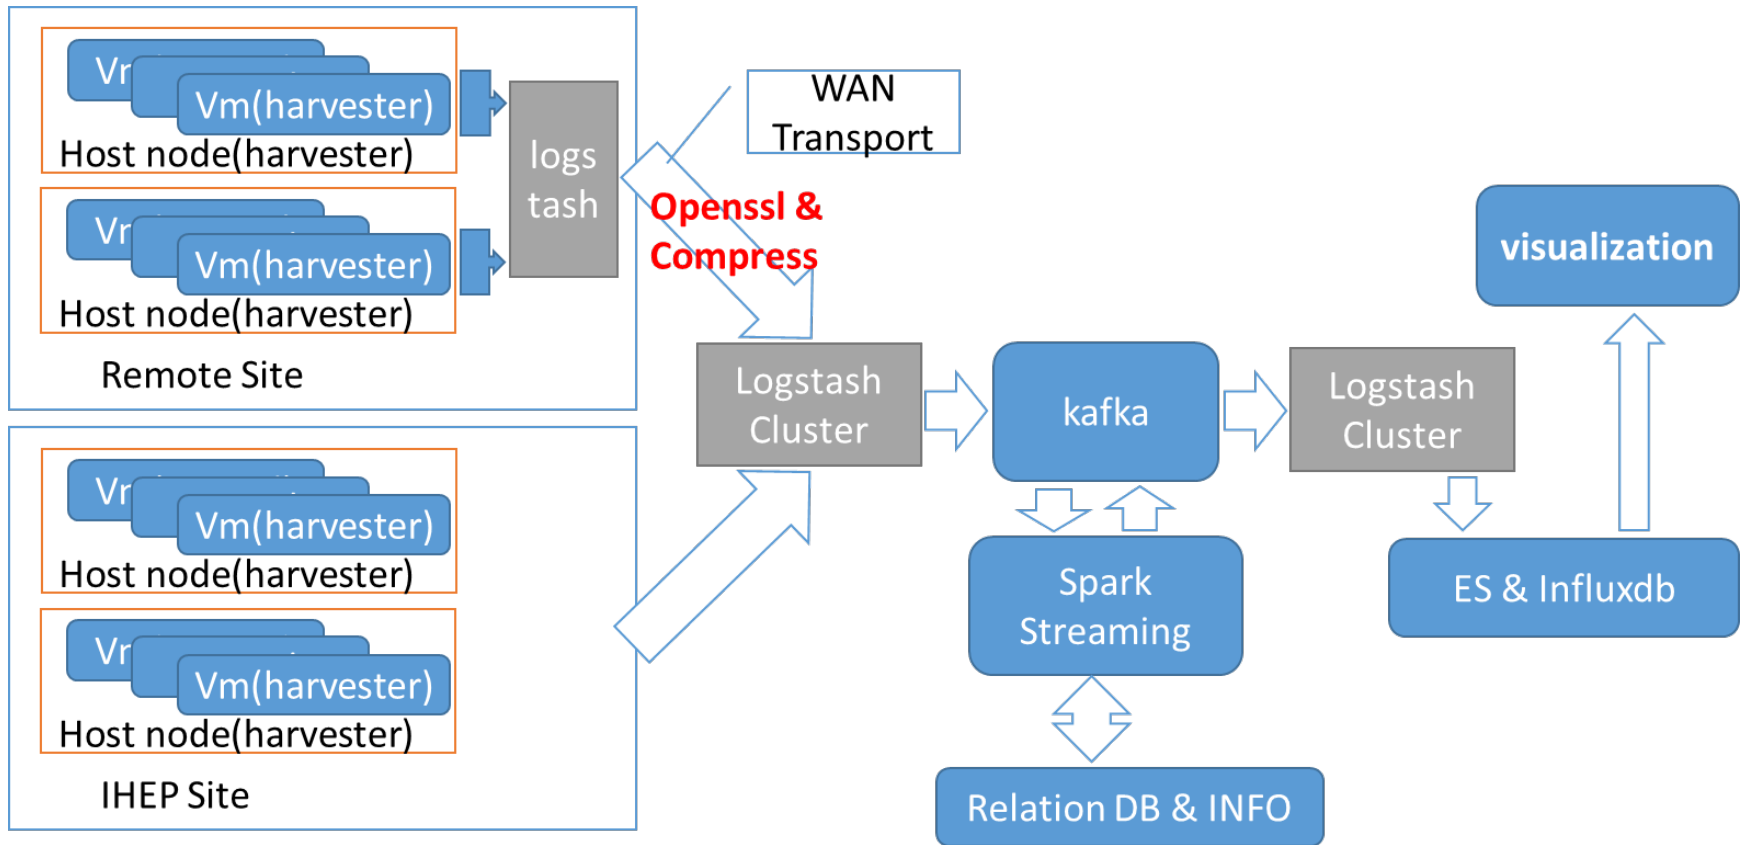 Vm(harvester)
Host node(harvester)
Vm(harvester)
Host node(harvester)
Remote Site
logs
tash
WAN
Transport
Openssl &
Compress
Vm(harvester)
Host node(harvester)
Vm(harvester)
Host node(harvester)
IHEP Site
Logstash
Cluster
kafka
Logstash
Cluster
visualization
Spark
Streaming
ES & Influxdb
Relation DB & INFO